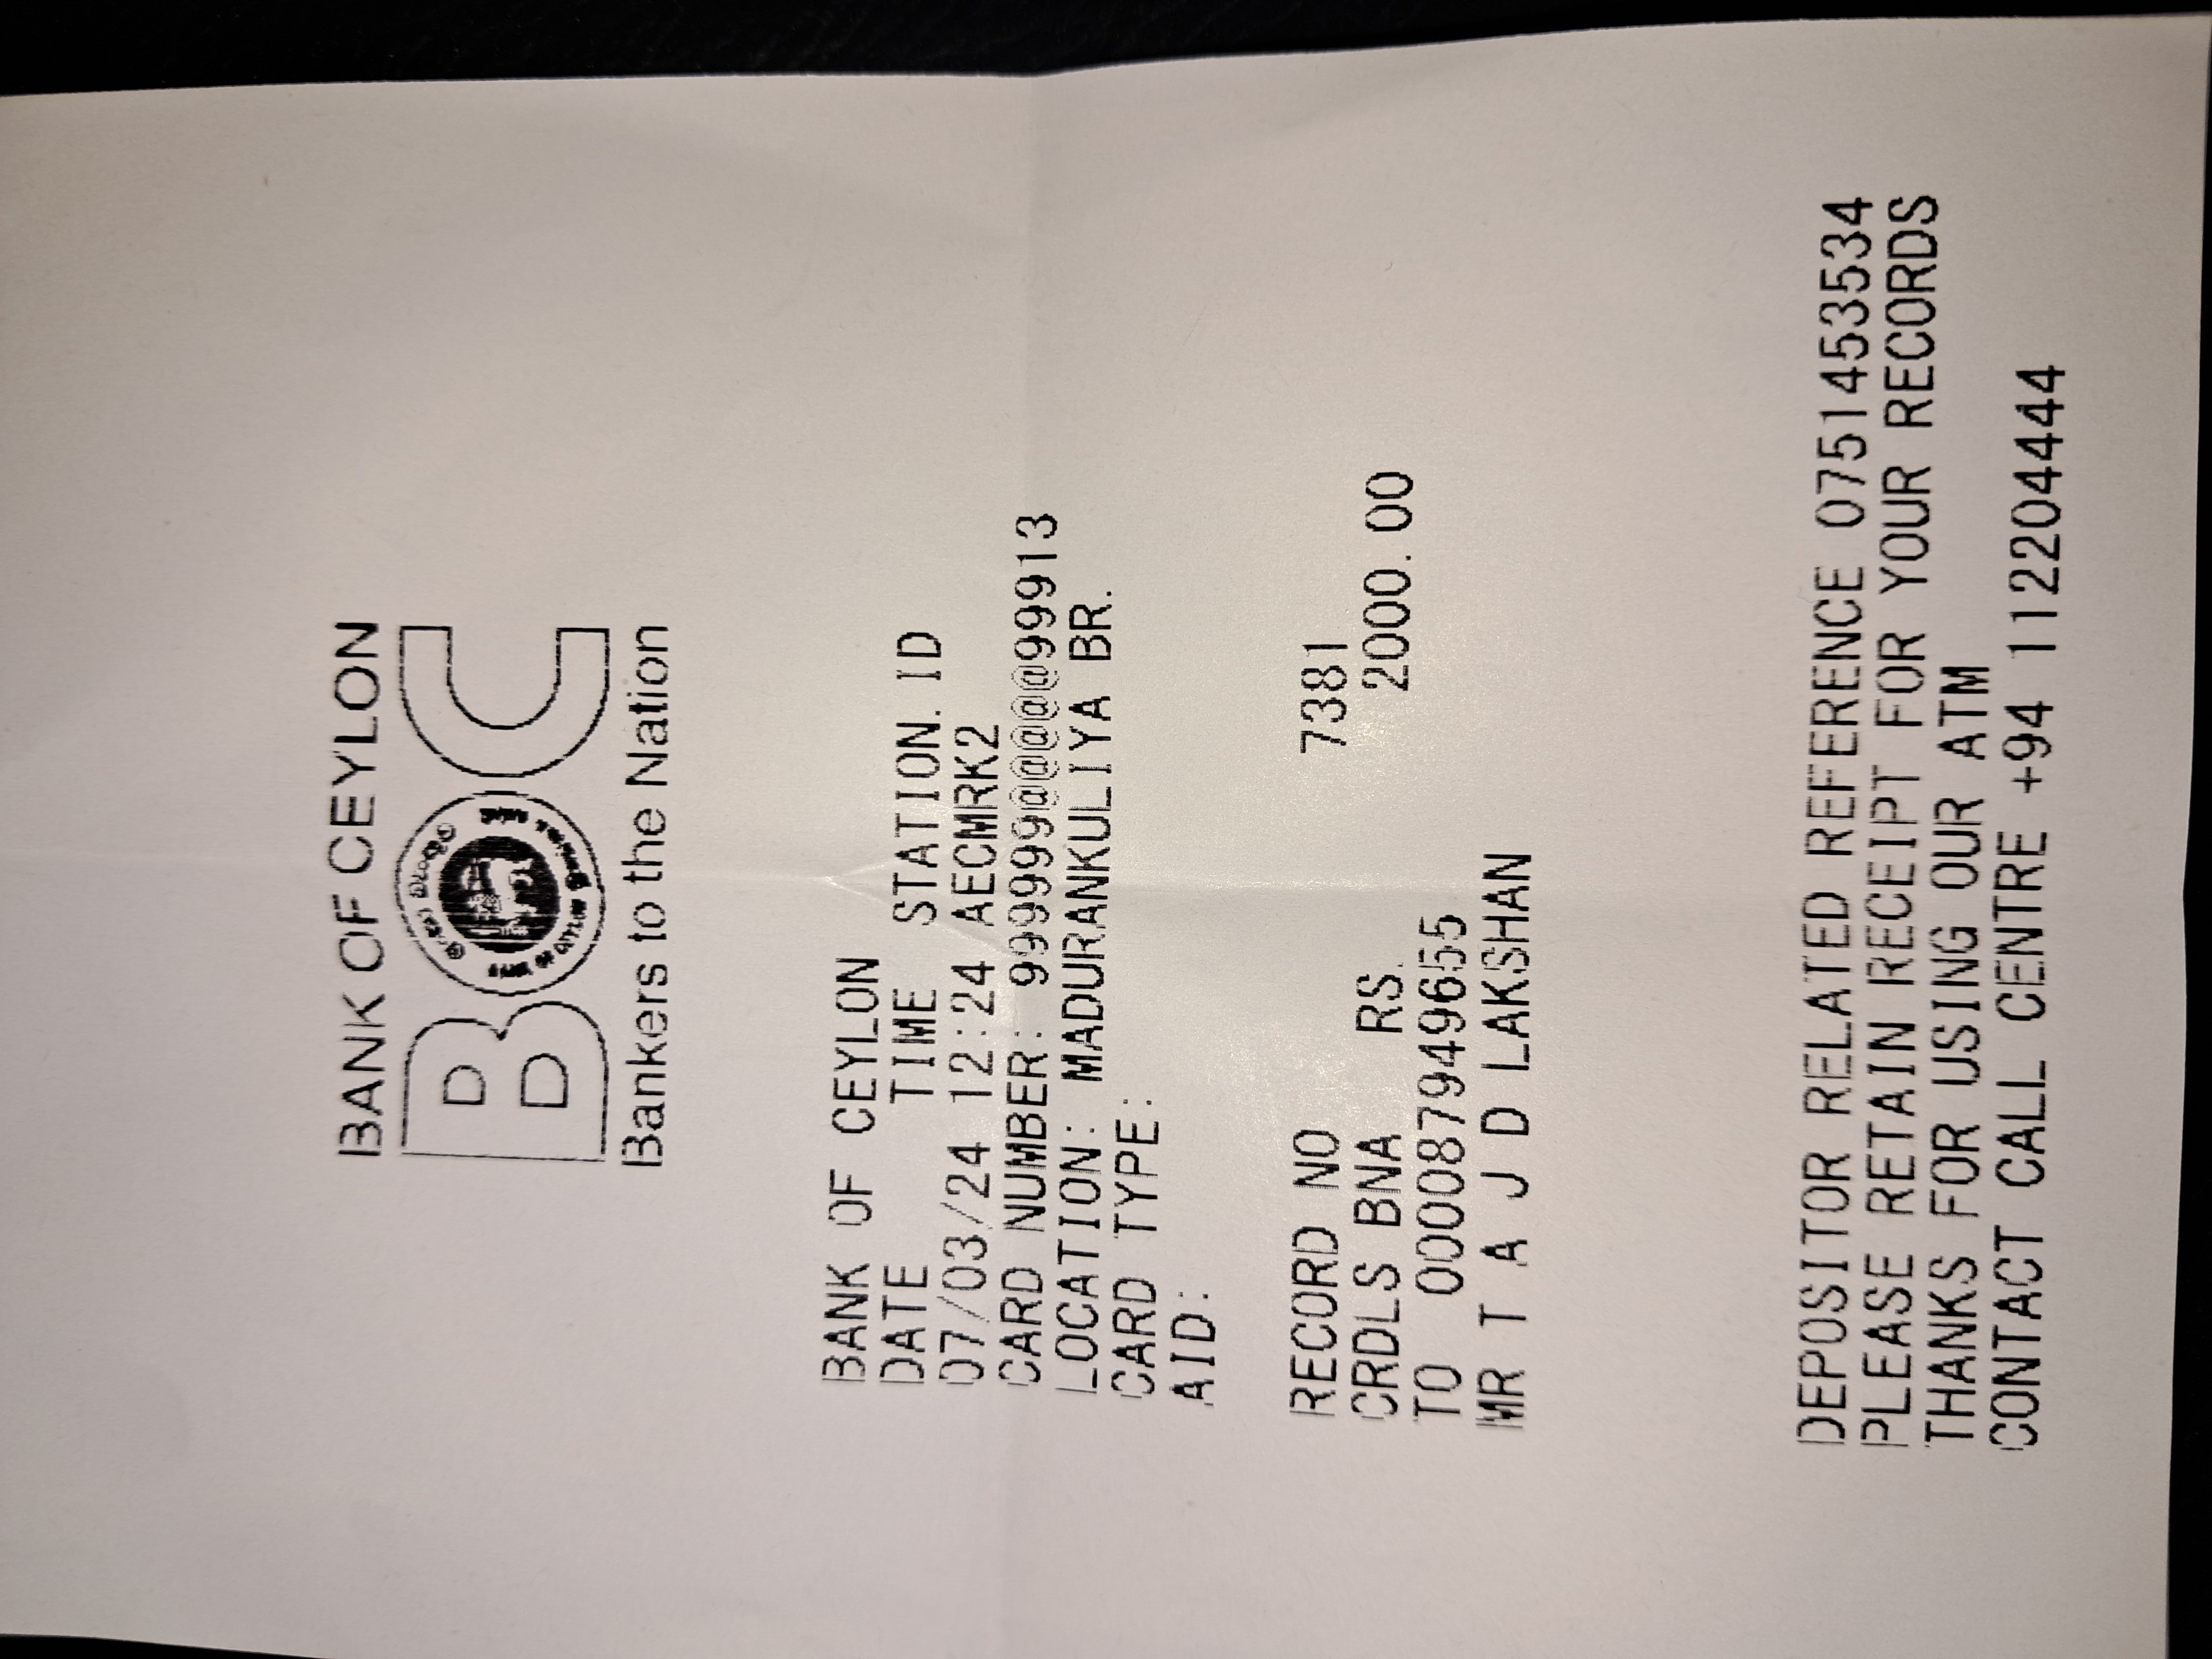 BANK OF CEYLON
BOC
Bankers to the Nation
BANK OF CEYLON
DATE TIME STATION.ID
07/03/24 12:24 AECMRK2
CARD NUMBER: 999999@@@@@@99913
LOCATION: MADURANKULIYA BR.
CARD TYPE:
AID:
RECORD NO 7381
CRDLS BNA RS. 2000.00
TO 000087949655
MR T A J D LAKSHAN
DEPOSITOR RELATED REFERENCE 0751453534
PLEASE RETAIN RECEIPT FOR YOUR RECORDS
THANKS FOR USING OUR ATM
CONTACT CALL CENTRE +94 112204444